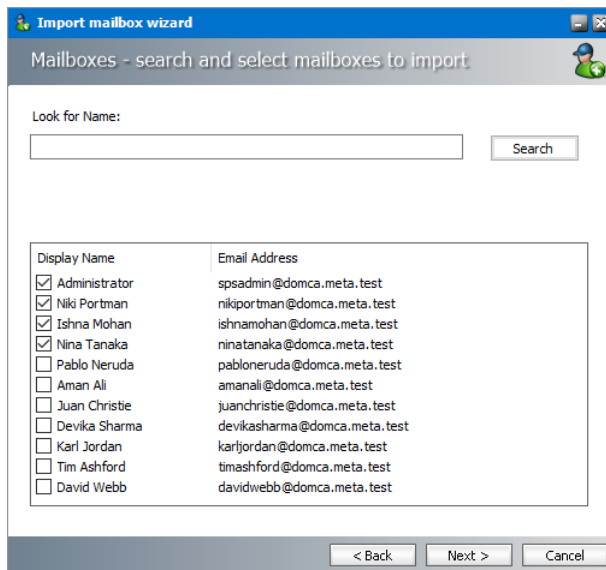 Import mailbox wizard
Mailboxes - search and select mailboxes to import
Look for Name:
Search
Display Name Email Address
Administrator spsadmin@domca.meta.test
Niki Portman nikiportman@domca.meta.test
Ishna Mohan ishnamohan@domca.meta.test
Nina Tanaka ninatanaka@domca.meta.test
Pablo Neruda pabloneruda@domca.meta.test
Aman Ali amanali@domca.meta.test
Juan Christie juanchristie@domca.meta.test
Devika Sharma devikasharma@domca.meta.test
Karl Jordan karljordan@domca.meta.test
Tim Ashford timashford@domca.meta.test
David Webb davidwebb@domca.meta.test
< Back Next > Cancel